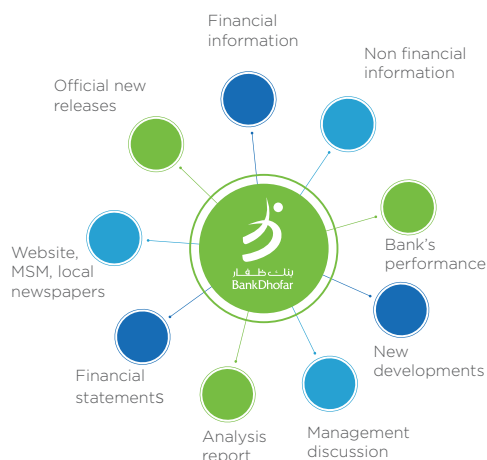 Financial
information
Non financial
information
Official new
releases
Bank's
performance
Website,
MSM, local
newspapers
بنك ظفار
BankDhofar
New
developments
Financial
statements
Management
discussion
Analysis
report